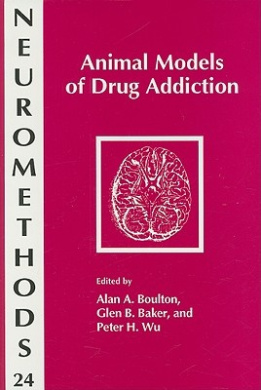 NEUROMETHODS
24
Animal Models
of Drug Addiction
Edited by
Alan A. Boulton,
Glen B. Baker, and
Peter H. Wu